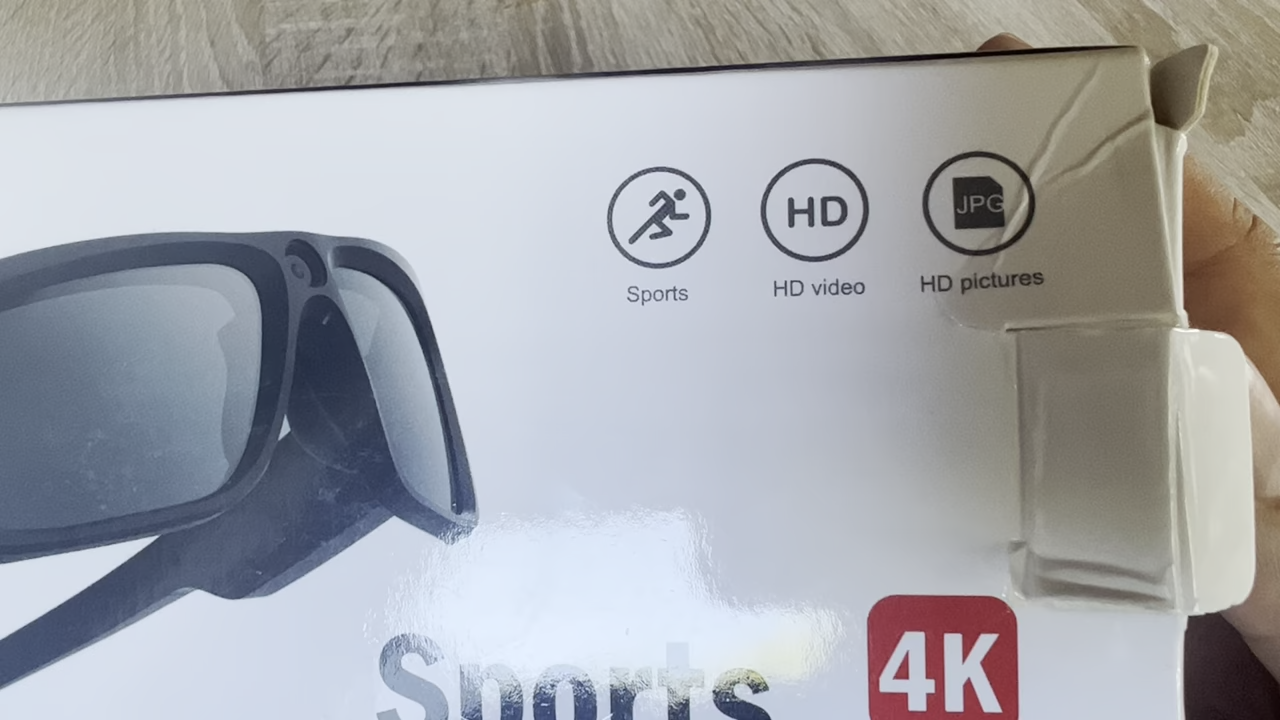 HD
JPG
Sports
HD video
HD pictures
Sports
4K